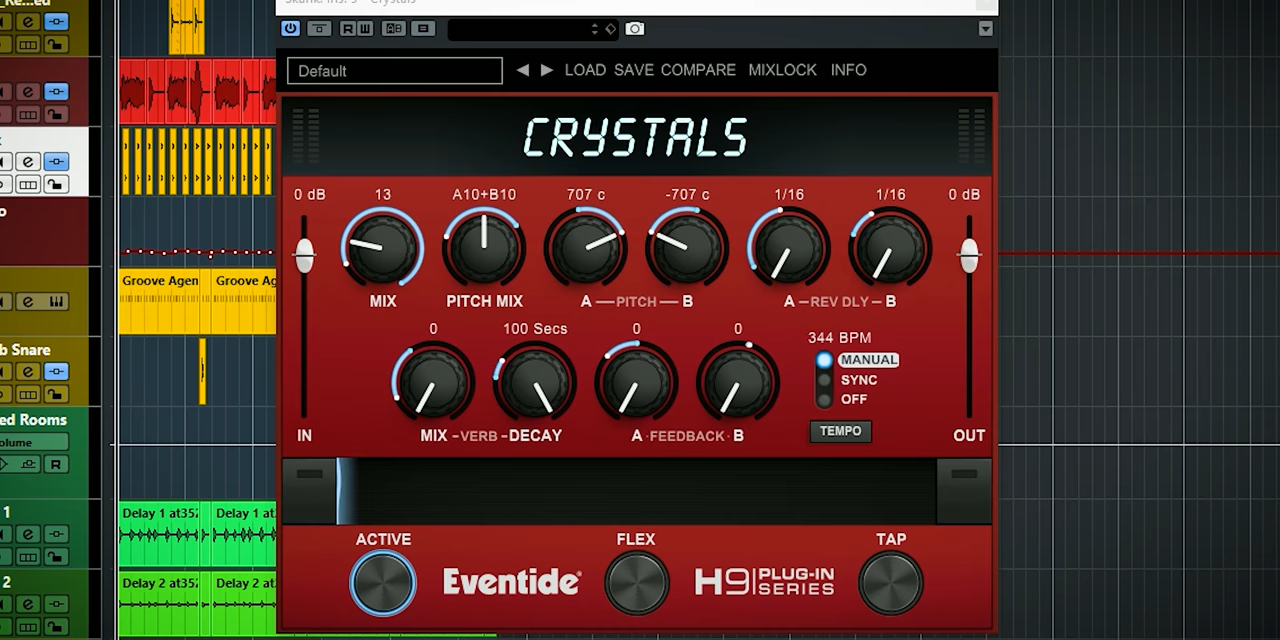 Default
LOAD SAVE COMPARE MIXLOCK INFO
CRYSTALS
0 dB 13 A10+B10 707 c -707 c 1/16 1/16 0 dB
MIX PITCH MIX A PITCH B A REV DLY B
Groove Agen Groove Ag
0 100 Secs 0 0 344 BPM
MANUAL
SYNC
OFF
b Snare
MIX -VERB-DECAY A FEEDBACK B TEMPO
IN OUT
ed Rooms
olume
R
ACTIVE FLEX TAP
Eventide® H9 PLUG-IN SERIES
1
Delay 1 at35 Delay 1 at
2
Delay 2 at35 Delay 2 at